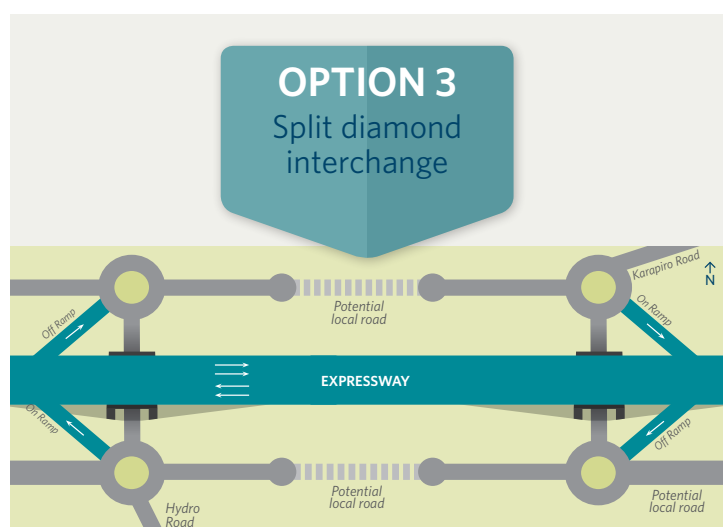 OPTION 3
Split diamond
interchange
Karapiro Road
N
Off Ramp
Potential
local road
On Ramp
EXPRESSWAY
On Ramp
Off Ramp
Hydro
Road
Potential
local road
Potential
local road